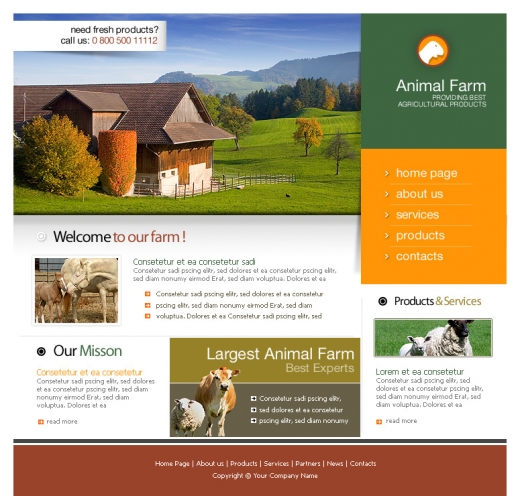 need fresh products?
call us: 0 800 500 11112
Animal Farm
PROVIDING BEST
AGRICULTURAL PRODUCTS
home page
about us
services
products
contacts
Welcome to our farm !
Consetetur et ea consetetur sadi
Consetetur sadi pscing elitr, sed dolores et ea consetetur pscing elitr,
sed diam nonumy eirmod Erat, sed diam voluptua. Dolores et ea
Consetetur sadi pscing elitr, sed dolores et ea consetetur
pscing elitr, sed diam nonumy eirmod Erat, sed diam
voluptua. Dolores et ea Consetetur sadi pscing elitr, sed
Our Misson
Consetetur et ea consetetur
Consetetur sadi pscing elitr, sed dolores
et ea consetetur pscing elitr, sed diam
nonumy eirmod Erat, sed diam
voluptua. Dolores et ea
read more
Largest Animal Farm
Best Experts
Consetetur sadi pscing elitr,
sed dolores et ea consetetur
pscing elitr, sed diam nonumy
Products & Services
Lorem et ea consetetur
Consetetur sadi pscing elitr, sed
dolores et ea consetetur pscing elitr,
sed diam nonumy eirmod Erat, sed
diam voluptua. Dolores et ea
read more
Home Page | About us | Products | Services | Partners | News | Contacts
Copyright © Your Company Name